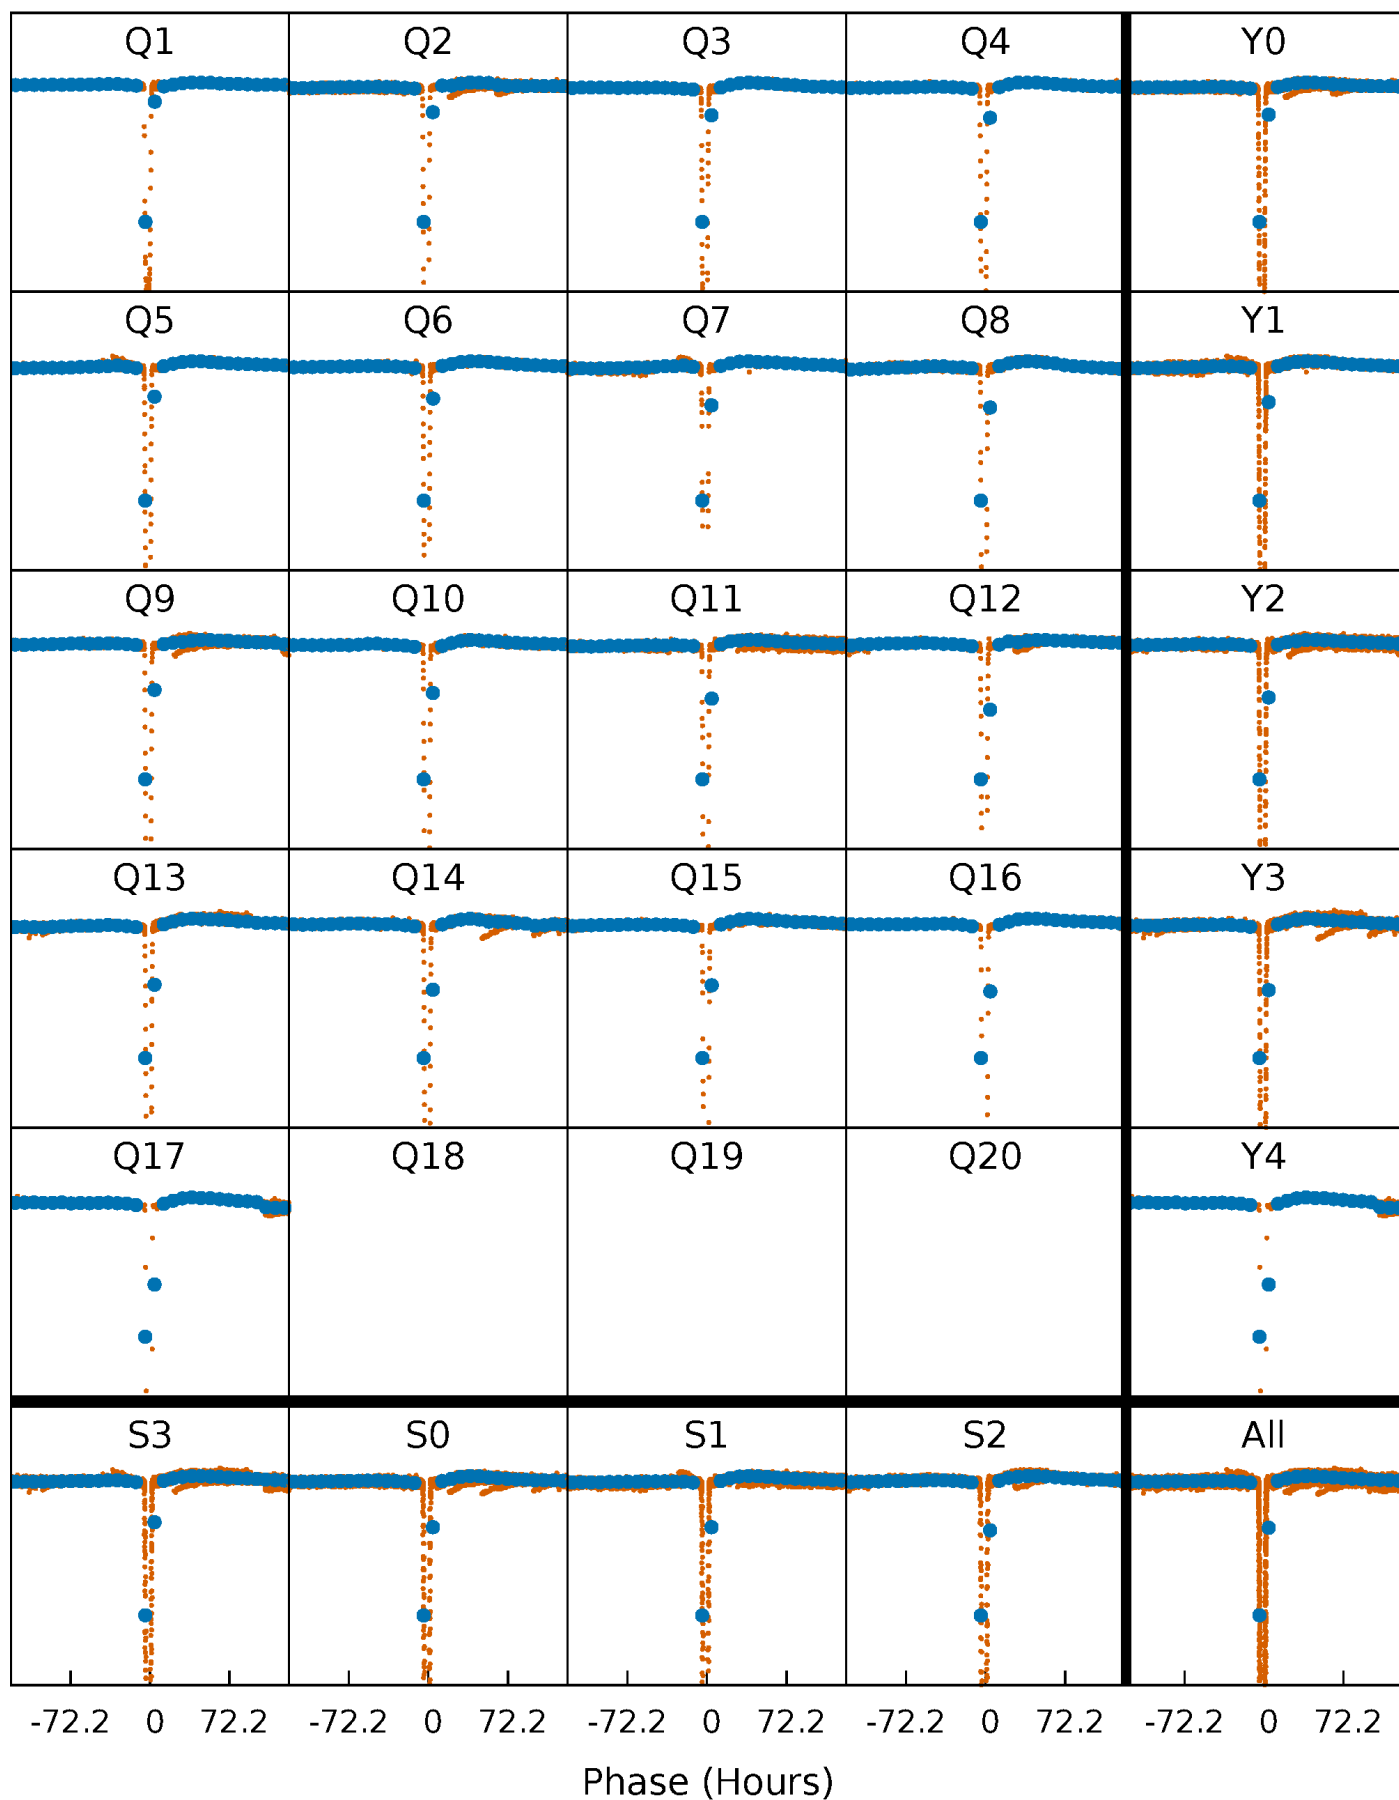 Q1 Q2 Q3 Q4 Y0
Q5 Q6 Q7 Q8 Y1
Q9 Q10 Q11 Q12 Y2
Q13 Q14 Q15 Q16 Y3
Q17 Q18 Q19 Q20 Y4
S3 S0 S1 S2 All
-72.2 0 72.2 -72.2 0 72.2 -72.2 0 72.2 -72.2 0 72.2 -72.2 0 72.2
Phase (Hours)